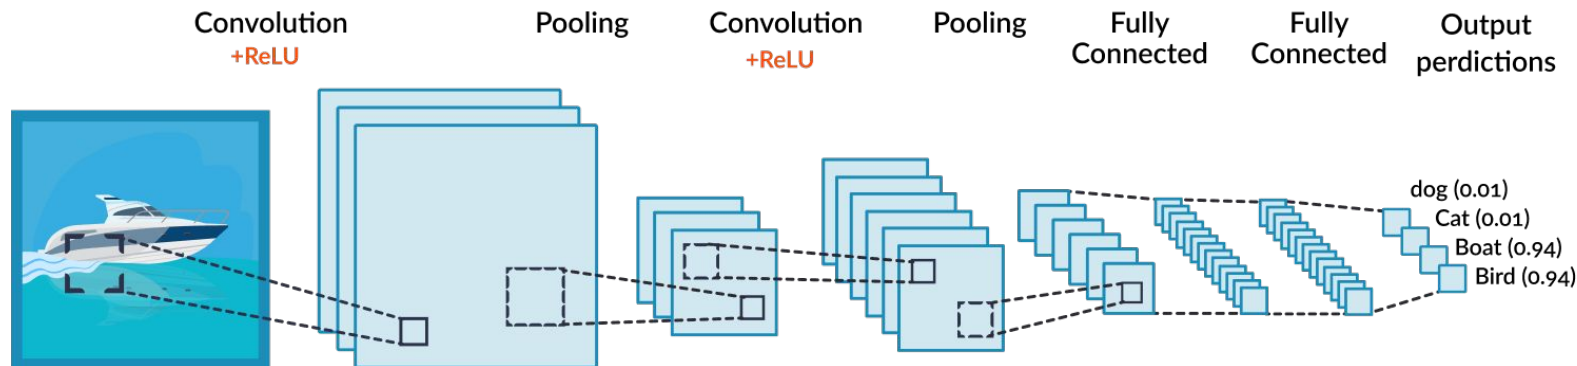 Convolution
+ReLU
Pooling
Convolution
+ReLU
Pooling
Fully
Connected
Fully
Connected
Output
perdictions
dog (0.01)
Cat (0.01)
Boat (0.94)
Bird (0.94)